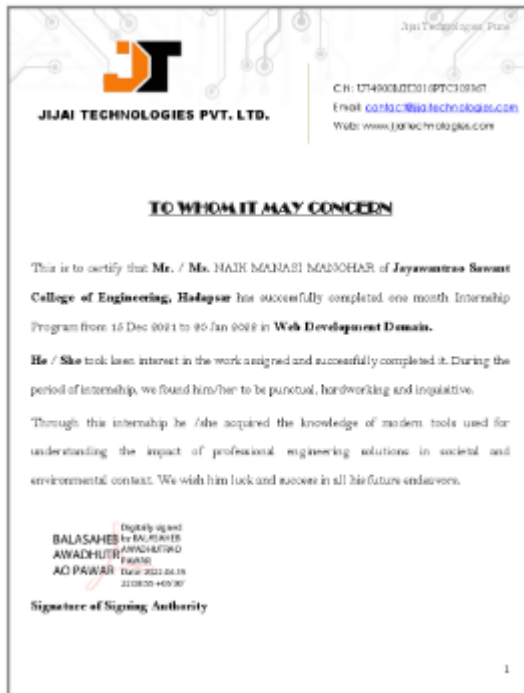 Jijai Technologies, Pune
JT
JIJAI TECHNOLOGIES PVT. LTD.
Email: contact@jijaitechnologies.com
Web: www.jijaitechnologies.com
TO WHOM IT MAY CONCERN
This is to certify that Mr. / Ms. NAIK MANASI MANOHAR of Jayawantrao Sawant
College of Engineering, Hadapsar has successfully completed one month Internship
Program from 15 Dec 2021 to 20 Jan 2022 in Web Development Domain.
He / She took keen interest in the work assigned and successfully completed it. During the
period of internship, we found him/her to be punctual, hardworking and inquisitive.
Through this internship he /she acquired the knowledge of modern tools used for
understanding the impact of professional engineering solutions in societal and
environmental context. We wish him luck and success in all his future endeavors.
BALASAHEB
AWADHUTR
AO PAWAR
Digitally signed
by BALASAHEB
AWADHUTRAO
PAWAR
Signature of Signing Authority
1